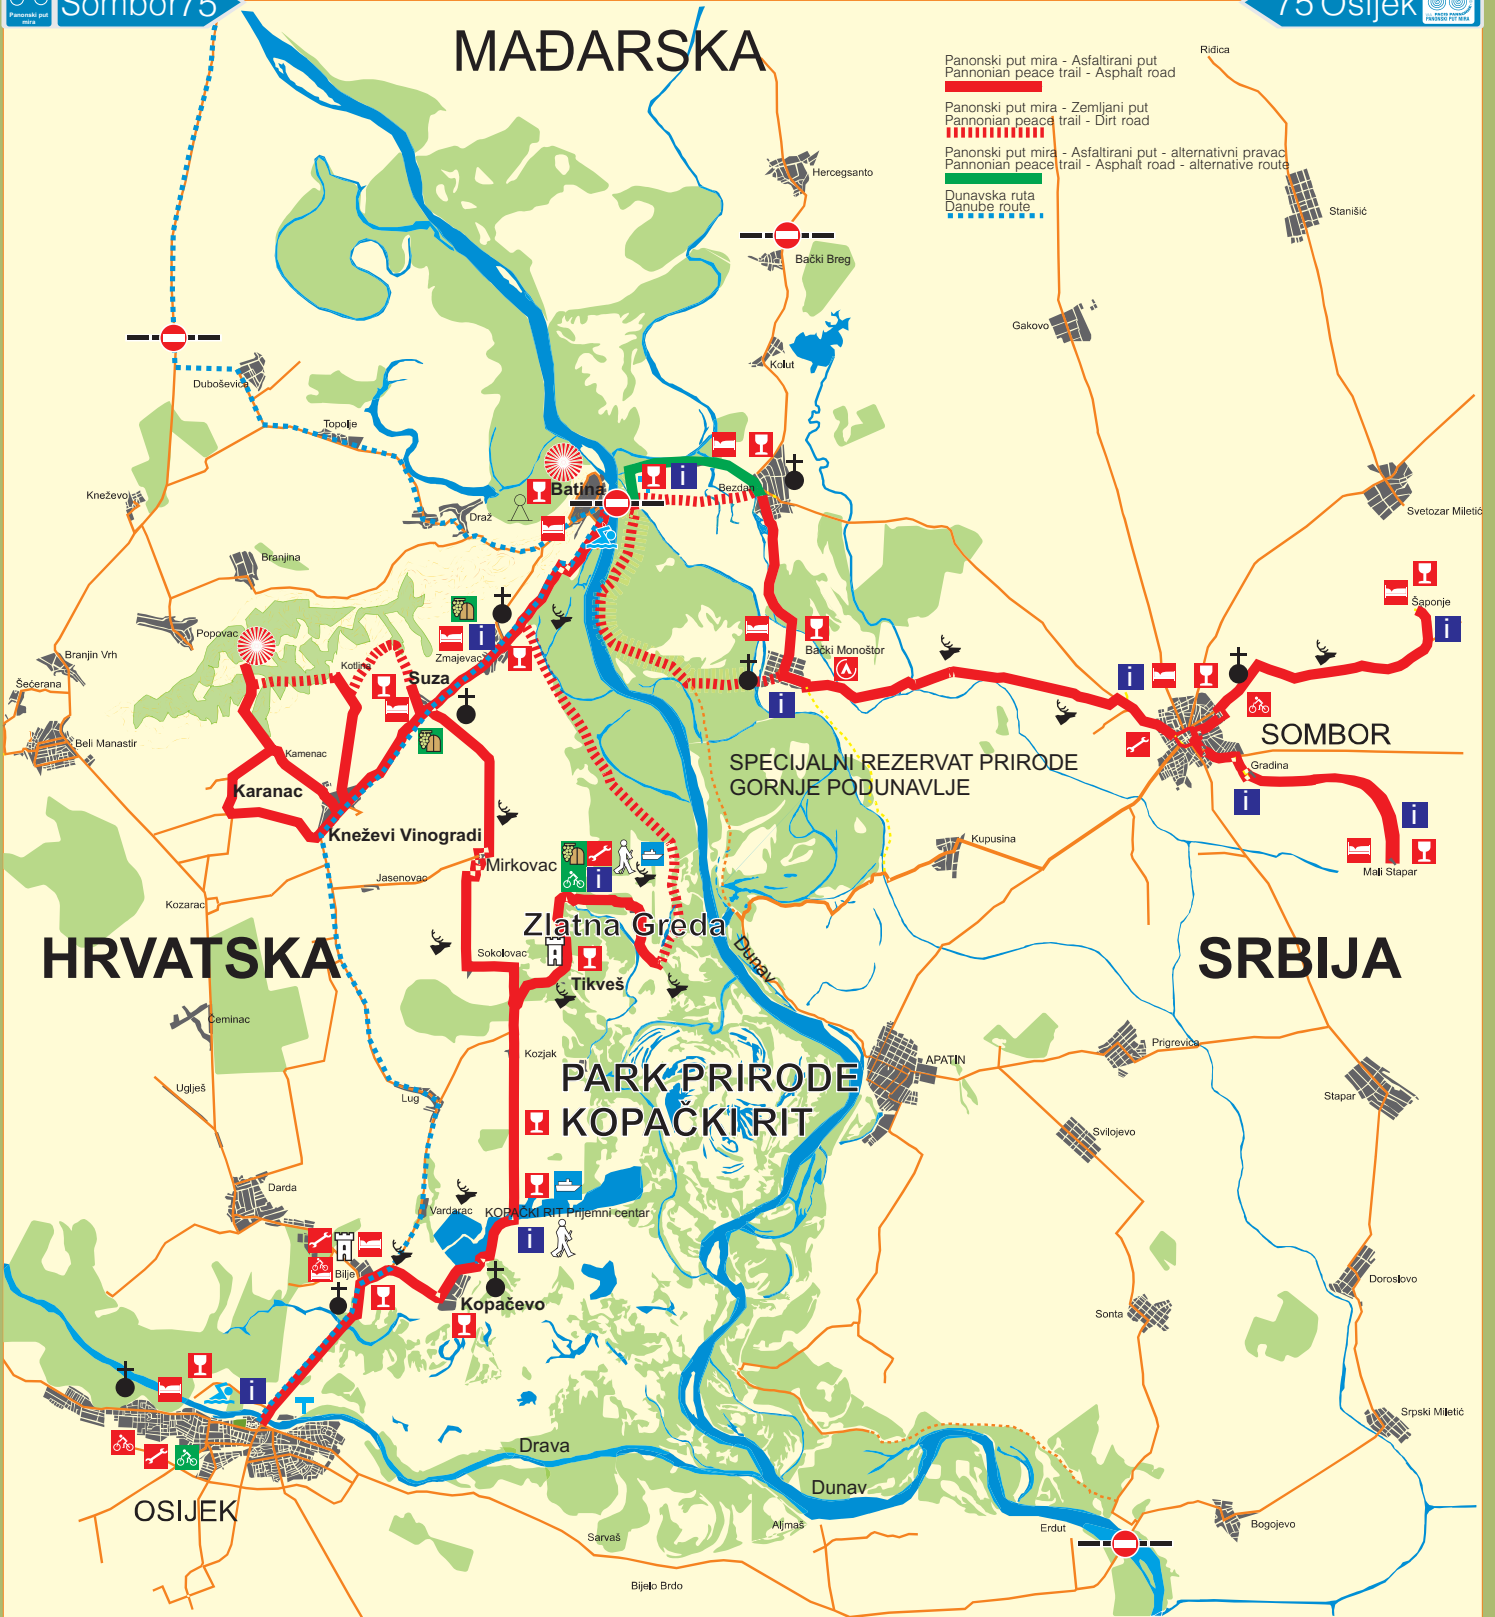 Panonski put
mira
Sombor75
75 Osijek
PANONSKI PUT MIRA
MAĐARSKA
Panonski put mira - Asfaltirani put
Pannonian peace trail - Asphalt road
Panonski put mira - Zemljani put
Pannonian peace trail - Dirt road
Panonski put mira - Asfaltirani put - alternativni pravac
Pannonian peace trail - Asphalt road - alternative route
Dunavska ruta
Danube route
Riđica
Hercegsanto
Stanišić
Bački Breg
Gakovo
Kolut
Duboševica
Topolje
Batina
Bezdan
Kneževo
Draž
Svetozar Miletić
Branjina
Šaponje
Popovac
Branjin Vrh
Kotlina
Zmajevac
Suza
Bački Monoštor
Šećerana
Beli Manastir
Kamenac
SOMBOR
Gradina
SPECIJALNI REZERVAT PRIRODE
GORNJE PODUNAVLJE
Karanac
Kneževi Vinogradi
Kupusina
Mirkovac
Jasenovac
Mali Stapar
Kozarac
Zlatna Greda
HRVATSKA
Sokolovac
Dunav
SRBIJA
Tikveš
Čeminac
Kozjak
APATIN
Prigrevica
PARK PRIRODE
KOPAČKI RIT
Uglješ
Lug
Stapar
Svilojevo
Darda
Vardarac
KOPAČKI RIT Prijemni centar
Bilje
Kopačevo
Doroslovo
Sonta
Srpski Miletić
Drava
Dunav
OSIJEK
Sarvaš
Aljmaš
Erdut
Bogojevo
Bijelo Brdo
i
i
i
i
i
i
i
i
i
i
i